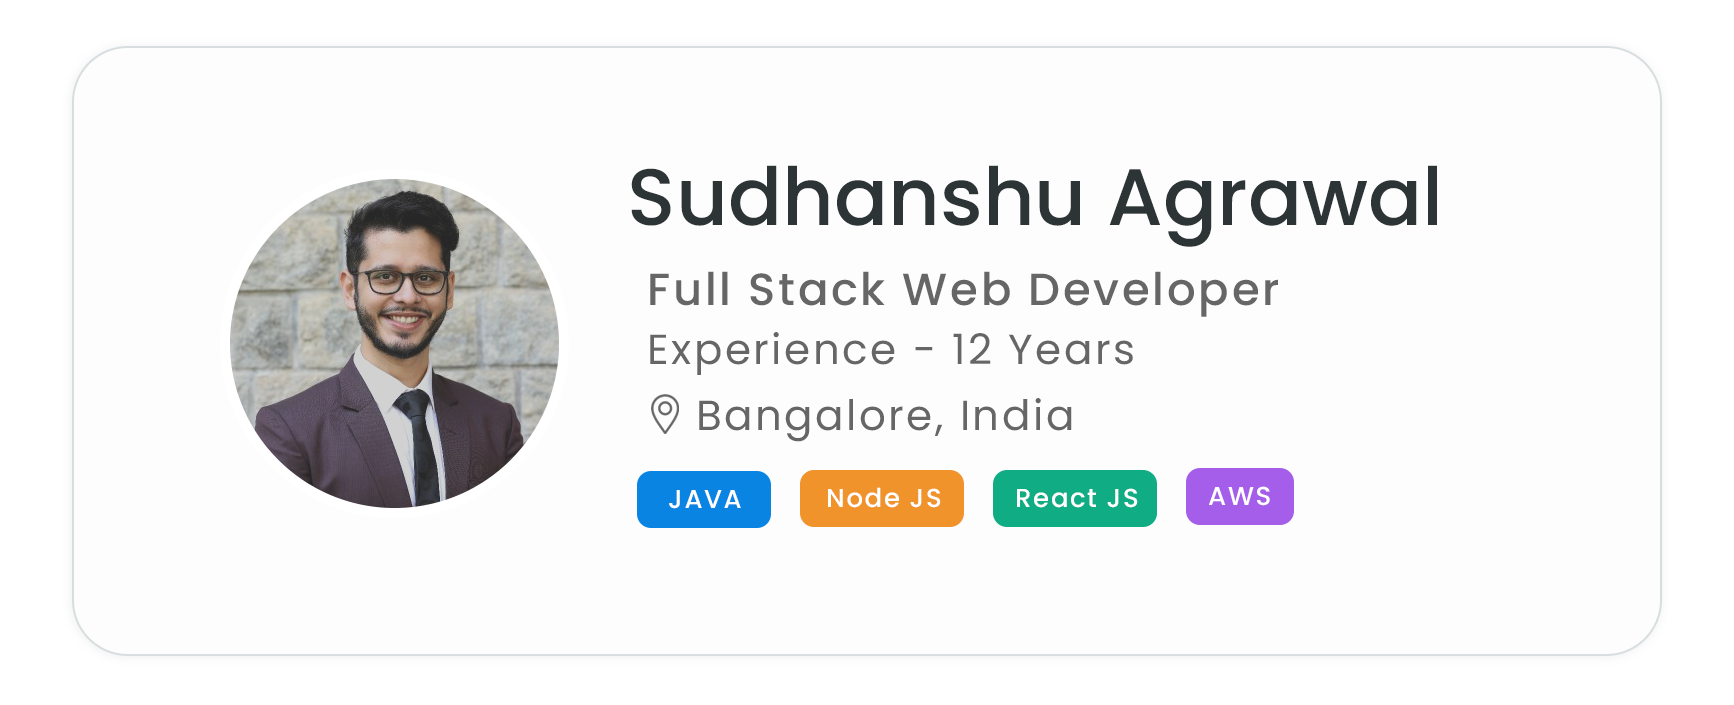 Sudhanshu Agrawal
Full Stack Web Developer
Experience - 12 Years
Bangalore, India
JAVA Node JS React JS AWS